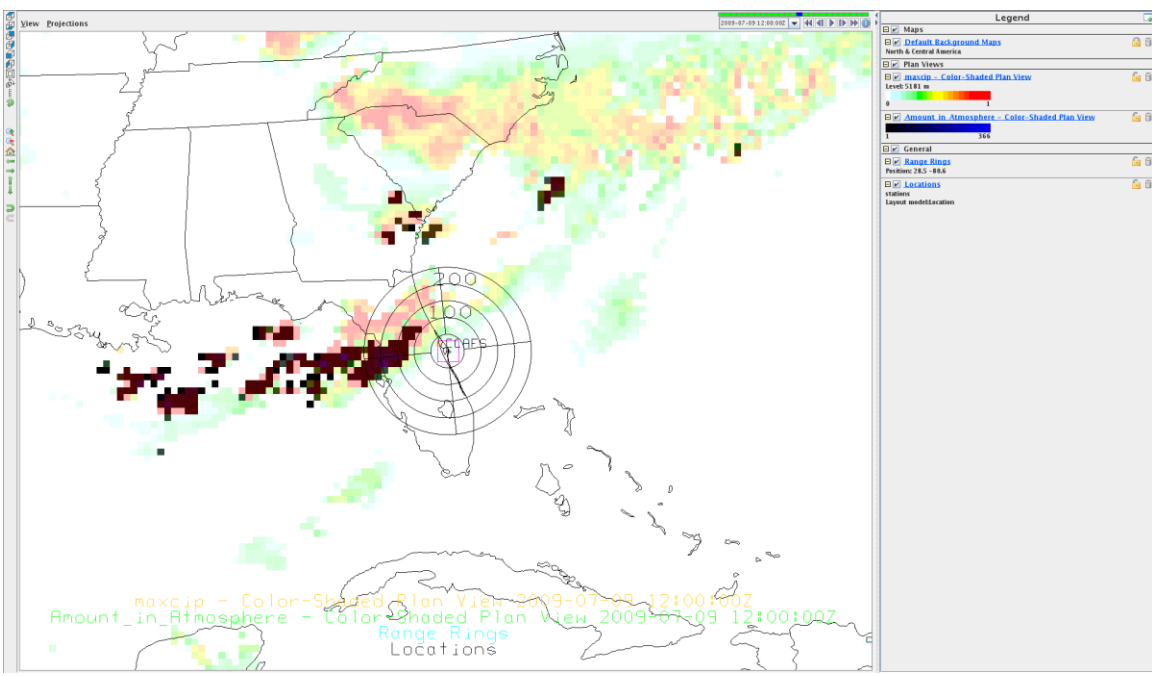 View Projections
2009-07-09 12:00:00Z
Legend
Maps
Default Background Maps
North & Central America
Plan Views
maxcip - Color-Shaded Plan View
Level: 5181 m
0 1
Amount_in_Atmosphere - Color-Shaded Plan View
1 366
General
Range Rings
Position: 28.5 -80.6
Locations
stations
Layout model:Location
200
100
CCAFS
maxcip - Color-Shaded Plan View 2009-07-09 12:00:00Z
Amount_in_Atmosphere - Color-Shaded Plan View 2009-07-09 12:00:00Z
Range Rings
Locations